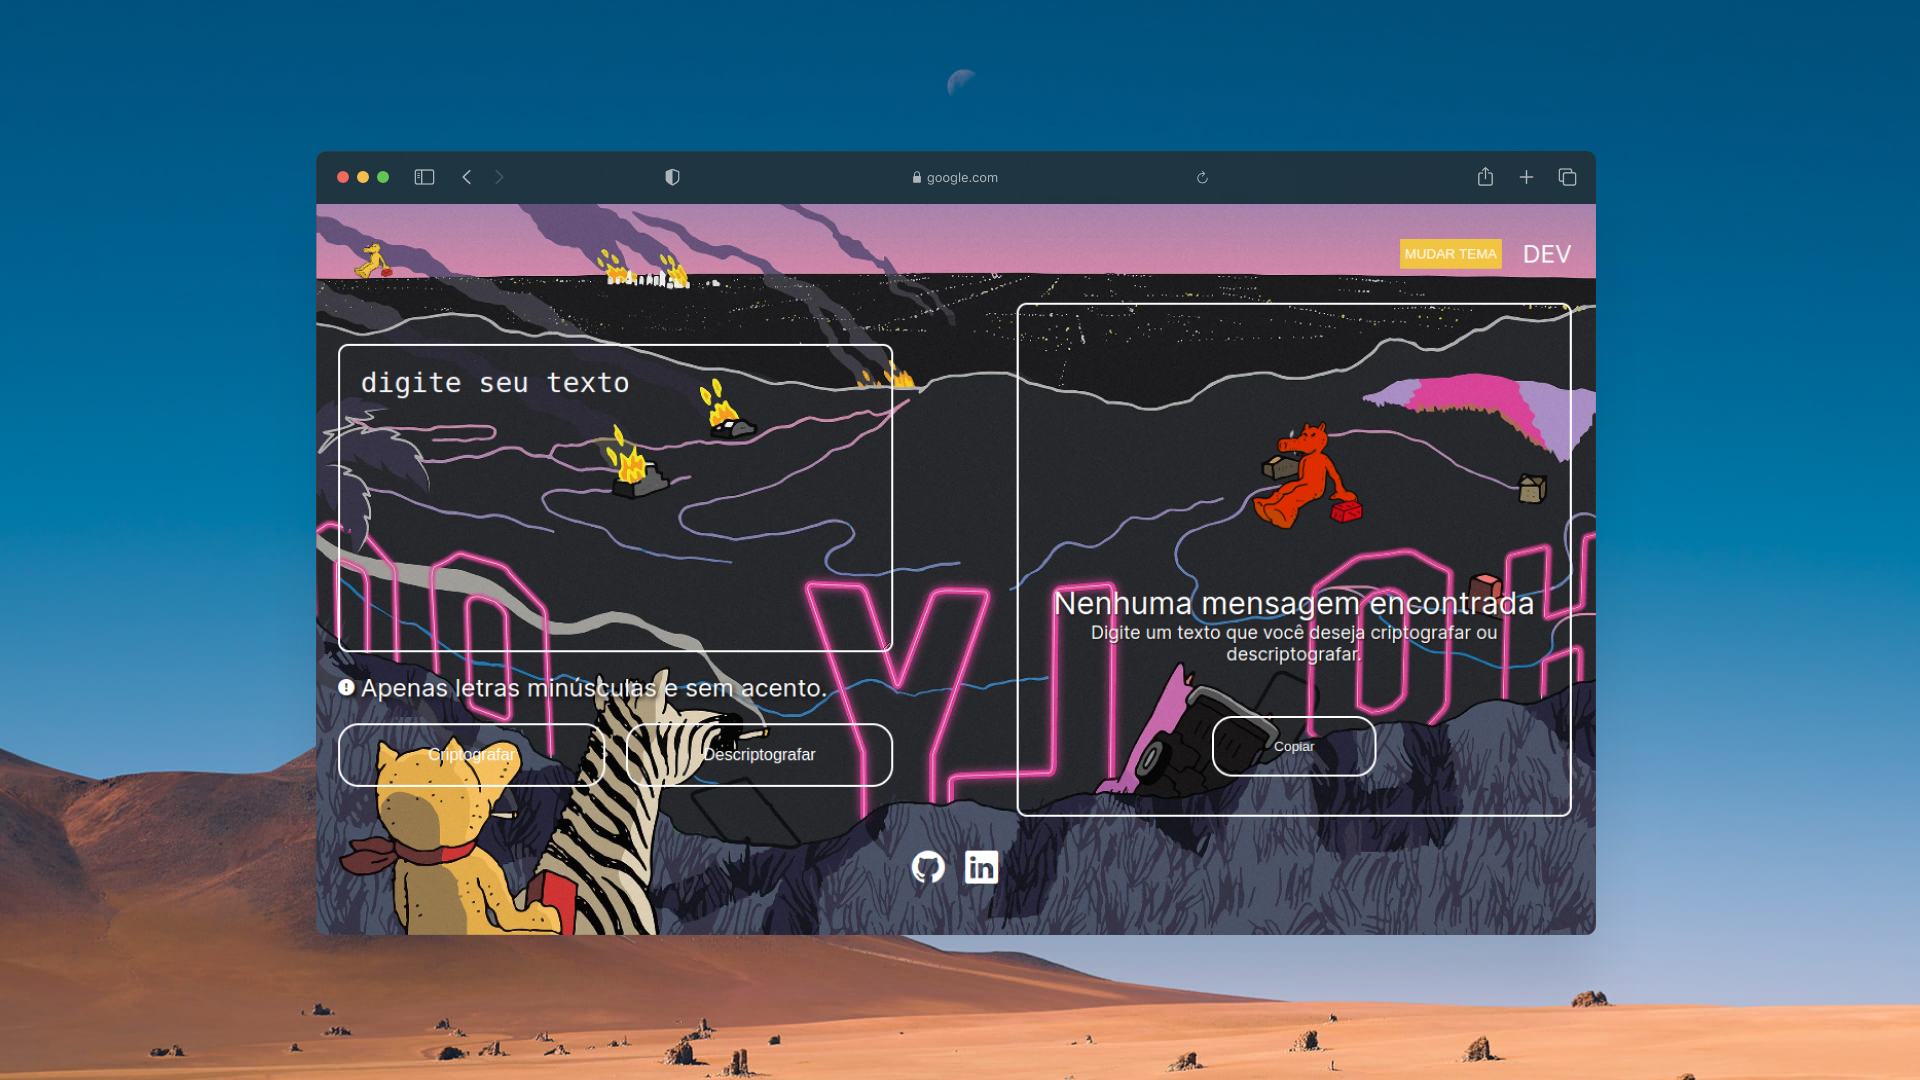 google.com
MUDAR TEMA
DEV
digite seu texto
Nenhuma mensagem encontrada
Digite um texto que você deseja criptografar ou
descriptografar.
Apenas letras minúsculas e sem acento.
Criptografar
Descriptografar
Copiar
in